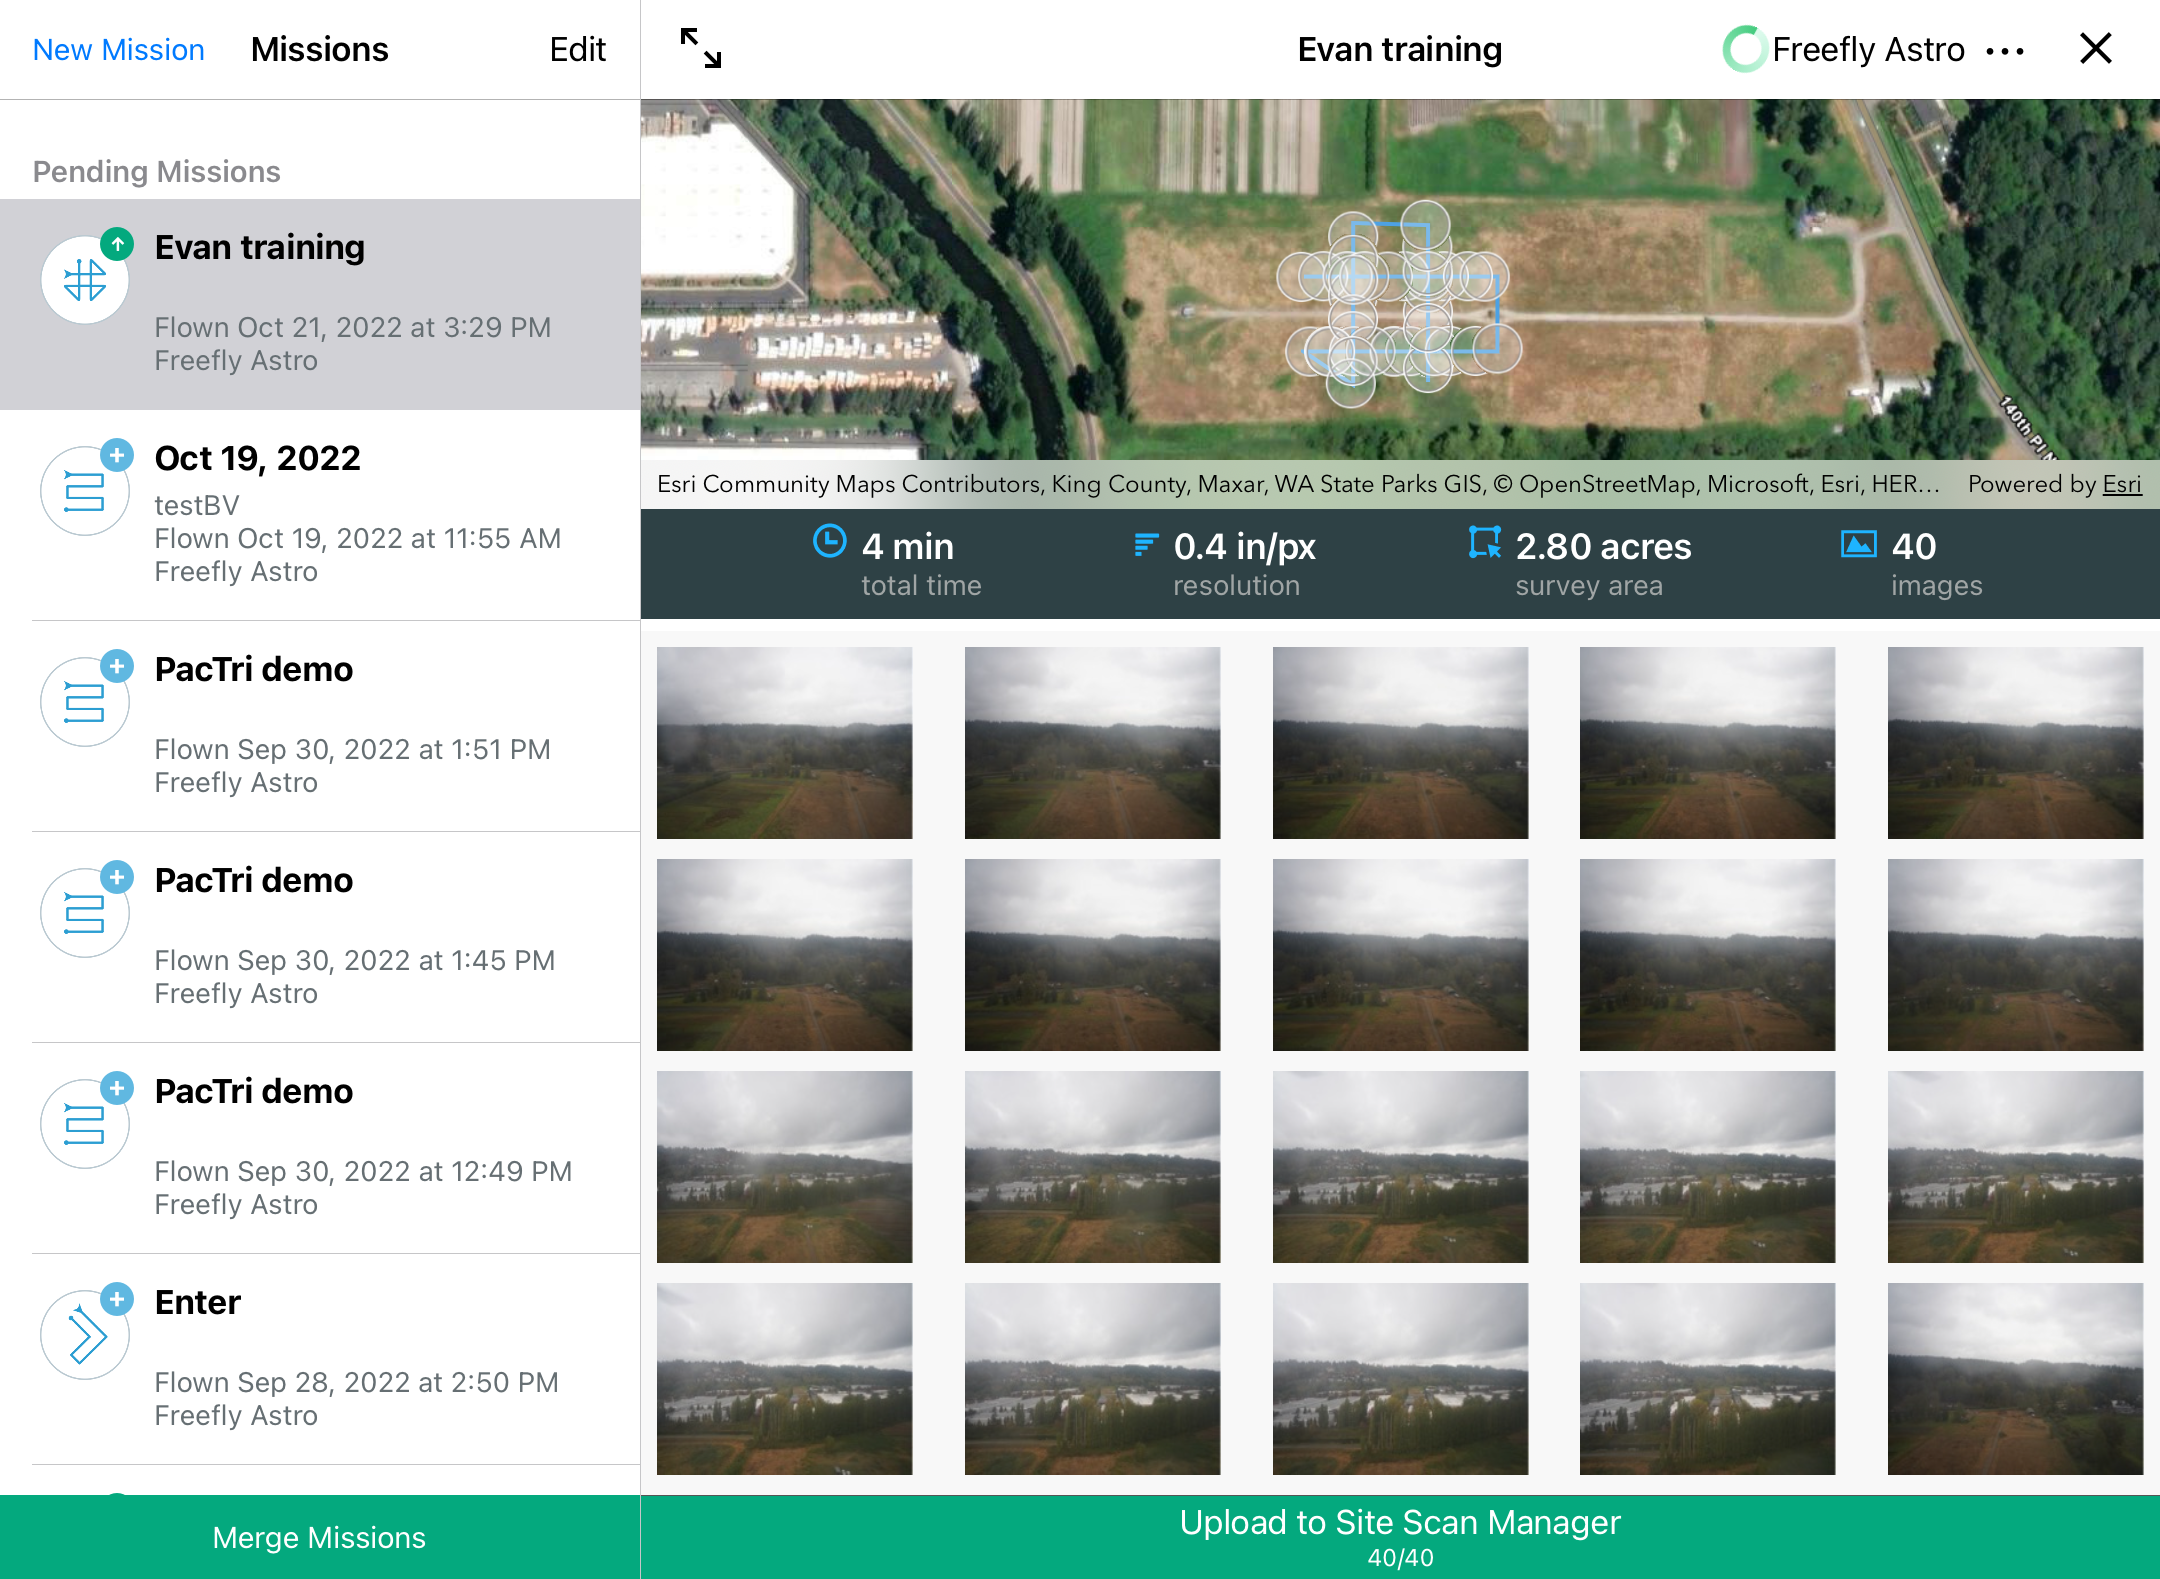 New Mission
Missions
Edit
Evan training
Freefly Astro
Pending Missions
Evan training
Flown Oct 21, 2022 at 3:29 PM
Freefly Astro
Oct 19, 2022
testBV
Flown Oct 19, 2022 at 11:55 AM
Freefly Astro
PacTri demo
Flown Sep 30, 2022 at 1:51 PM
Freefly Astro
PacTri demo
Flown Sep 30, 2022 at 1:45 PM
Freefly Astro
PacTri demo
Flown Sep 30, 2022 at 12:49 PM
Freefly Astro
Enter
Flown Sep 28, 2022 at 2:50 PM
Freefly Astro
Merge Missions
140th Pl N
Esri Community Maps Contributors, King County, Maxar, WA State Parks GIS, © OpenStreetMap, Microsoft, Esri, HER...
Powered by Esri
4 min
total time
0.4 in/px
resolution
2.80 acres
survey area
40
images
Upload to Site Scan Manager
40/40